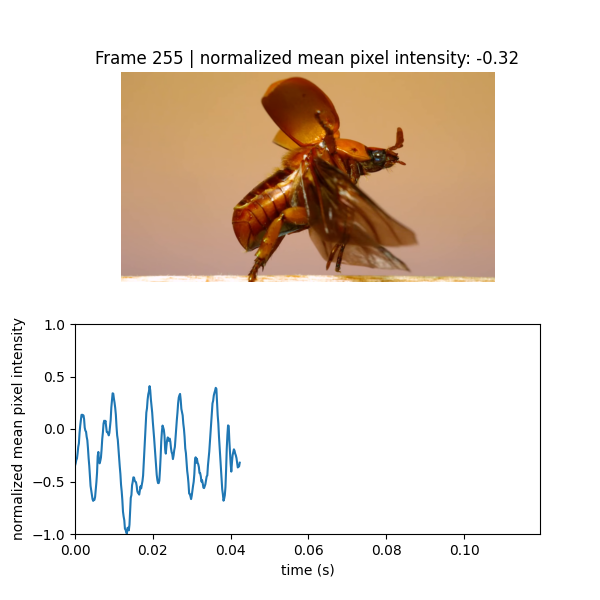 Frame 255 | normalized mean pixel intensity: -0.32
1.0
0.5
0.0
−0.5
−1.0
normalized mean pixel intensity
0.00 0.02 0.04 0.06 0.08 0.10
time (s)